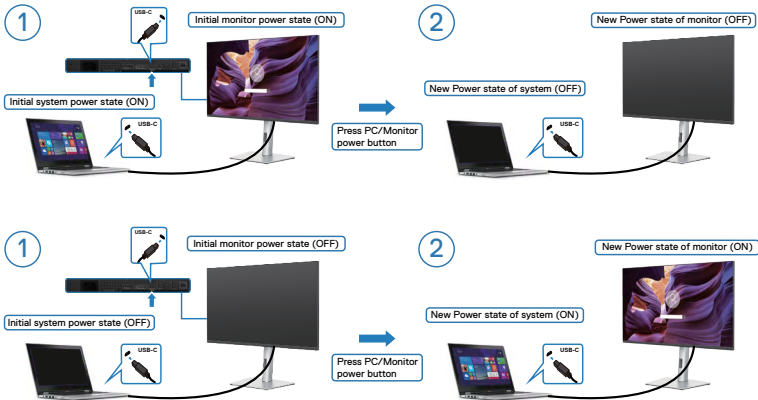 1
USB-C
Initial monitor power state (ON)
2
New Power state of monitor (OFF)
Initial system power state (ON)
USB-C
New Power state of system (OFF)
USB-C
Press PC/Monitor
power button
1
USB-C
Initial monitor power state (OFF)
2
New Power state of monitor (ON)
Initial system power state (OFF)
USB-C
New Power state of system (ON)
USB-C
Press PC/Monitor
power button